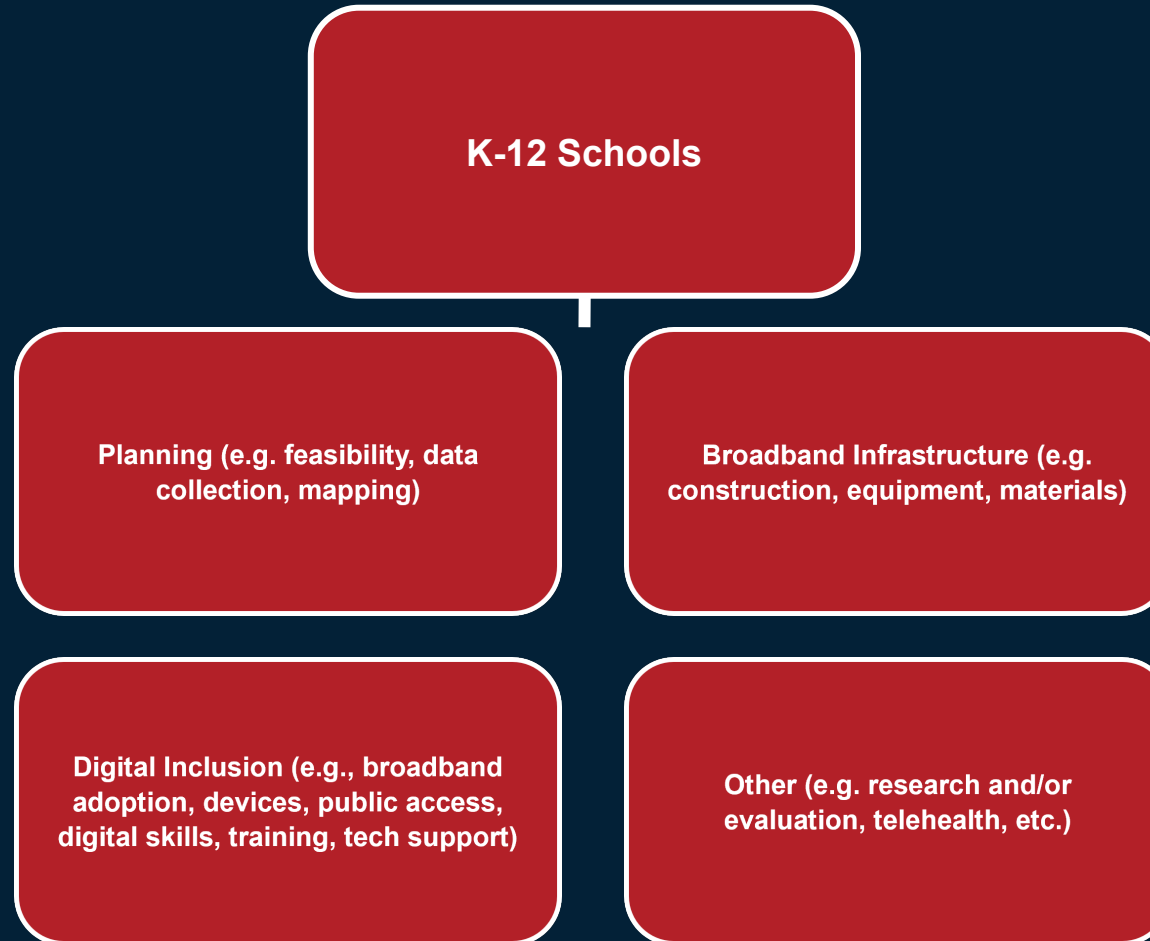 K-12 Schools
Planning (e.g. feasibility, data
collection, mapping)
Broadband Infrastructure (e.g.
construction, equipment, materials)
Digital Inclusion (e.g., broadband
adoption, devices, public access,
digital skills, training, tech support)
Other (e.g. research and/or
evaluation, telehealth, etc.)